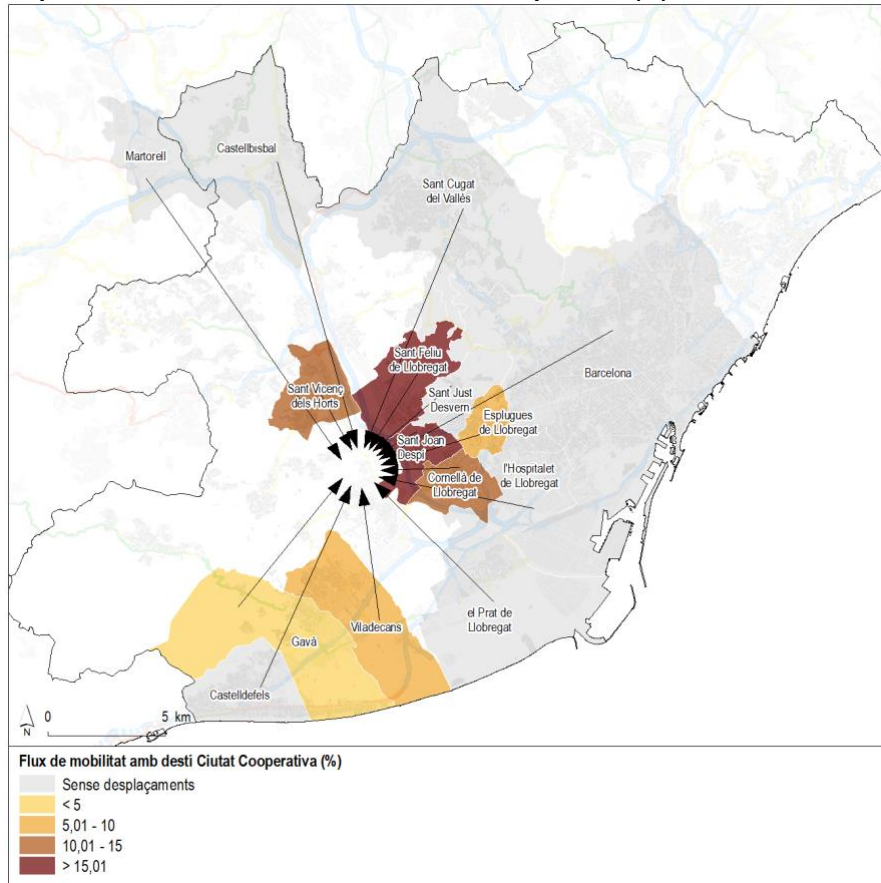 Martorell
Castellbisbal
Sant Cugat
del Vallès
Sant Feliu
de Llobregat
Barcelona
Sant Vicenç
dels Horts
Sant Just
Desvern
Esplugues
de Llobregat
Sant Joan
Despí
l'Hospitalet
de Llobregat
Cornellà de
Llobregat
el Prat de
Llobregat
Viladecans
Gavà
Castelldefels
N
0 5 km
Flux de mobilitat amb destí Ciutat Cooperativa (%)
Sense desplaçaments
< 5
5,01 - 10
10,01 - 15
> 15,01